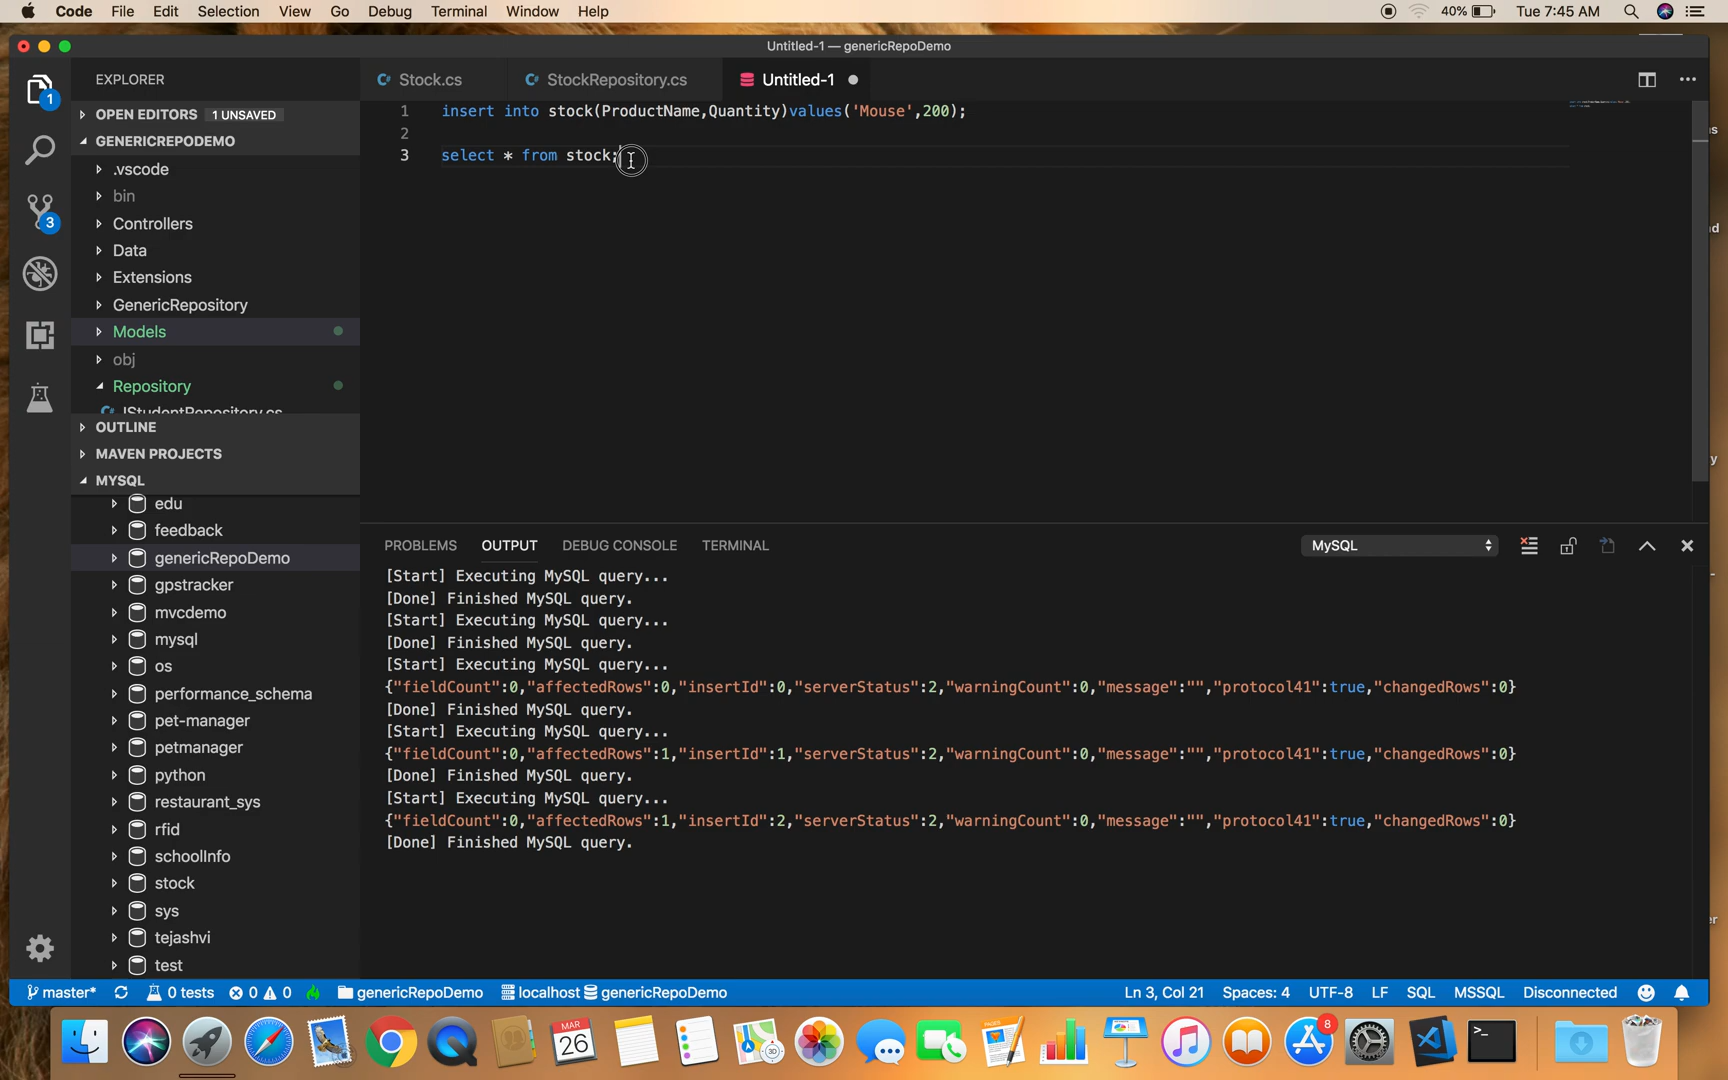 Code File Edit Selection View Go Debug Terminal Window Help 40% Tue 7:45 AM
Untitled-1 — genericRepoDemo
EXPLORER
Stock.cs
StockRepository.cs
Untitled-1
1
OPEN EDITORS 1 UNSAVED
GENERICREPODEMO
.vscode
bin
Controllers
3
Data
Extensions
GenericRepository
Models
obj
Repository
IStudentRepository.cs
OUTLINE
MAVEN PROJECTS
MYSQL
edu
feedback
genericRepoDemo
gpstracker
mvcdemo
mysql
os
performance_schema
pet-manager
petmanager
python
restaurant_sys
rfid
schoolInfo
stock
sys
tejashvi
test
1 insert into stock(ProductName,Quantity)values('Mouse',200);
2
3 select * from stock;
PROBLEMS OUTPUT DEBUG CONSOLE TERMINAL MySQL
[Start] Executing MySQL query...
[Done] Finished MySQL query.
[Start] Executing MySQL query...
[Done] Finished MySQL query.
[Start] Executing MySQL query...
{"fieldCount":0,"affectedRows":0,"insertId":0,"serverStatus":2,"warningCount":0,"message":"","protocol41":true,"changedRows":0}
[Done] Finished MySQL query.
[Start] Executing MySQL query...
{"fieldCount":0,"affectedRows":1,"insertId":1,"serverStatus":2,"warningCount":0,"message":"","protocol41":true,"changedRows":0}
[Done] Finished MySQL query.
[Start] Executing MySQL query...
{"fieldCount":0,"affectedRows":1,"insertId":2,"serverStatus":2,"warningCount":0,"message":"","protocol41":true,"changedRows":0}
[Done] Finished MySQL query.
master* 0 tests 0 0 genericRepoDemo localhost genericRepoDemo Ln 3, Col 21 Spaces: 4 UTF-8 LF SQL MSSQL Disconnected
MAR
26
3D
PAGES
8
>_